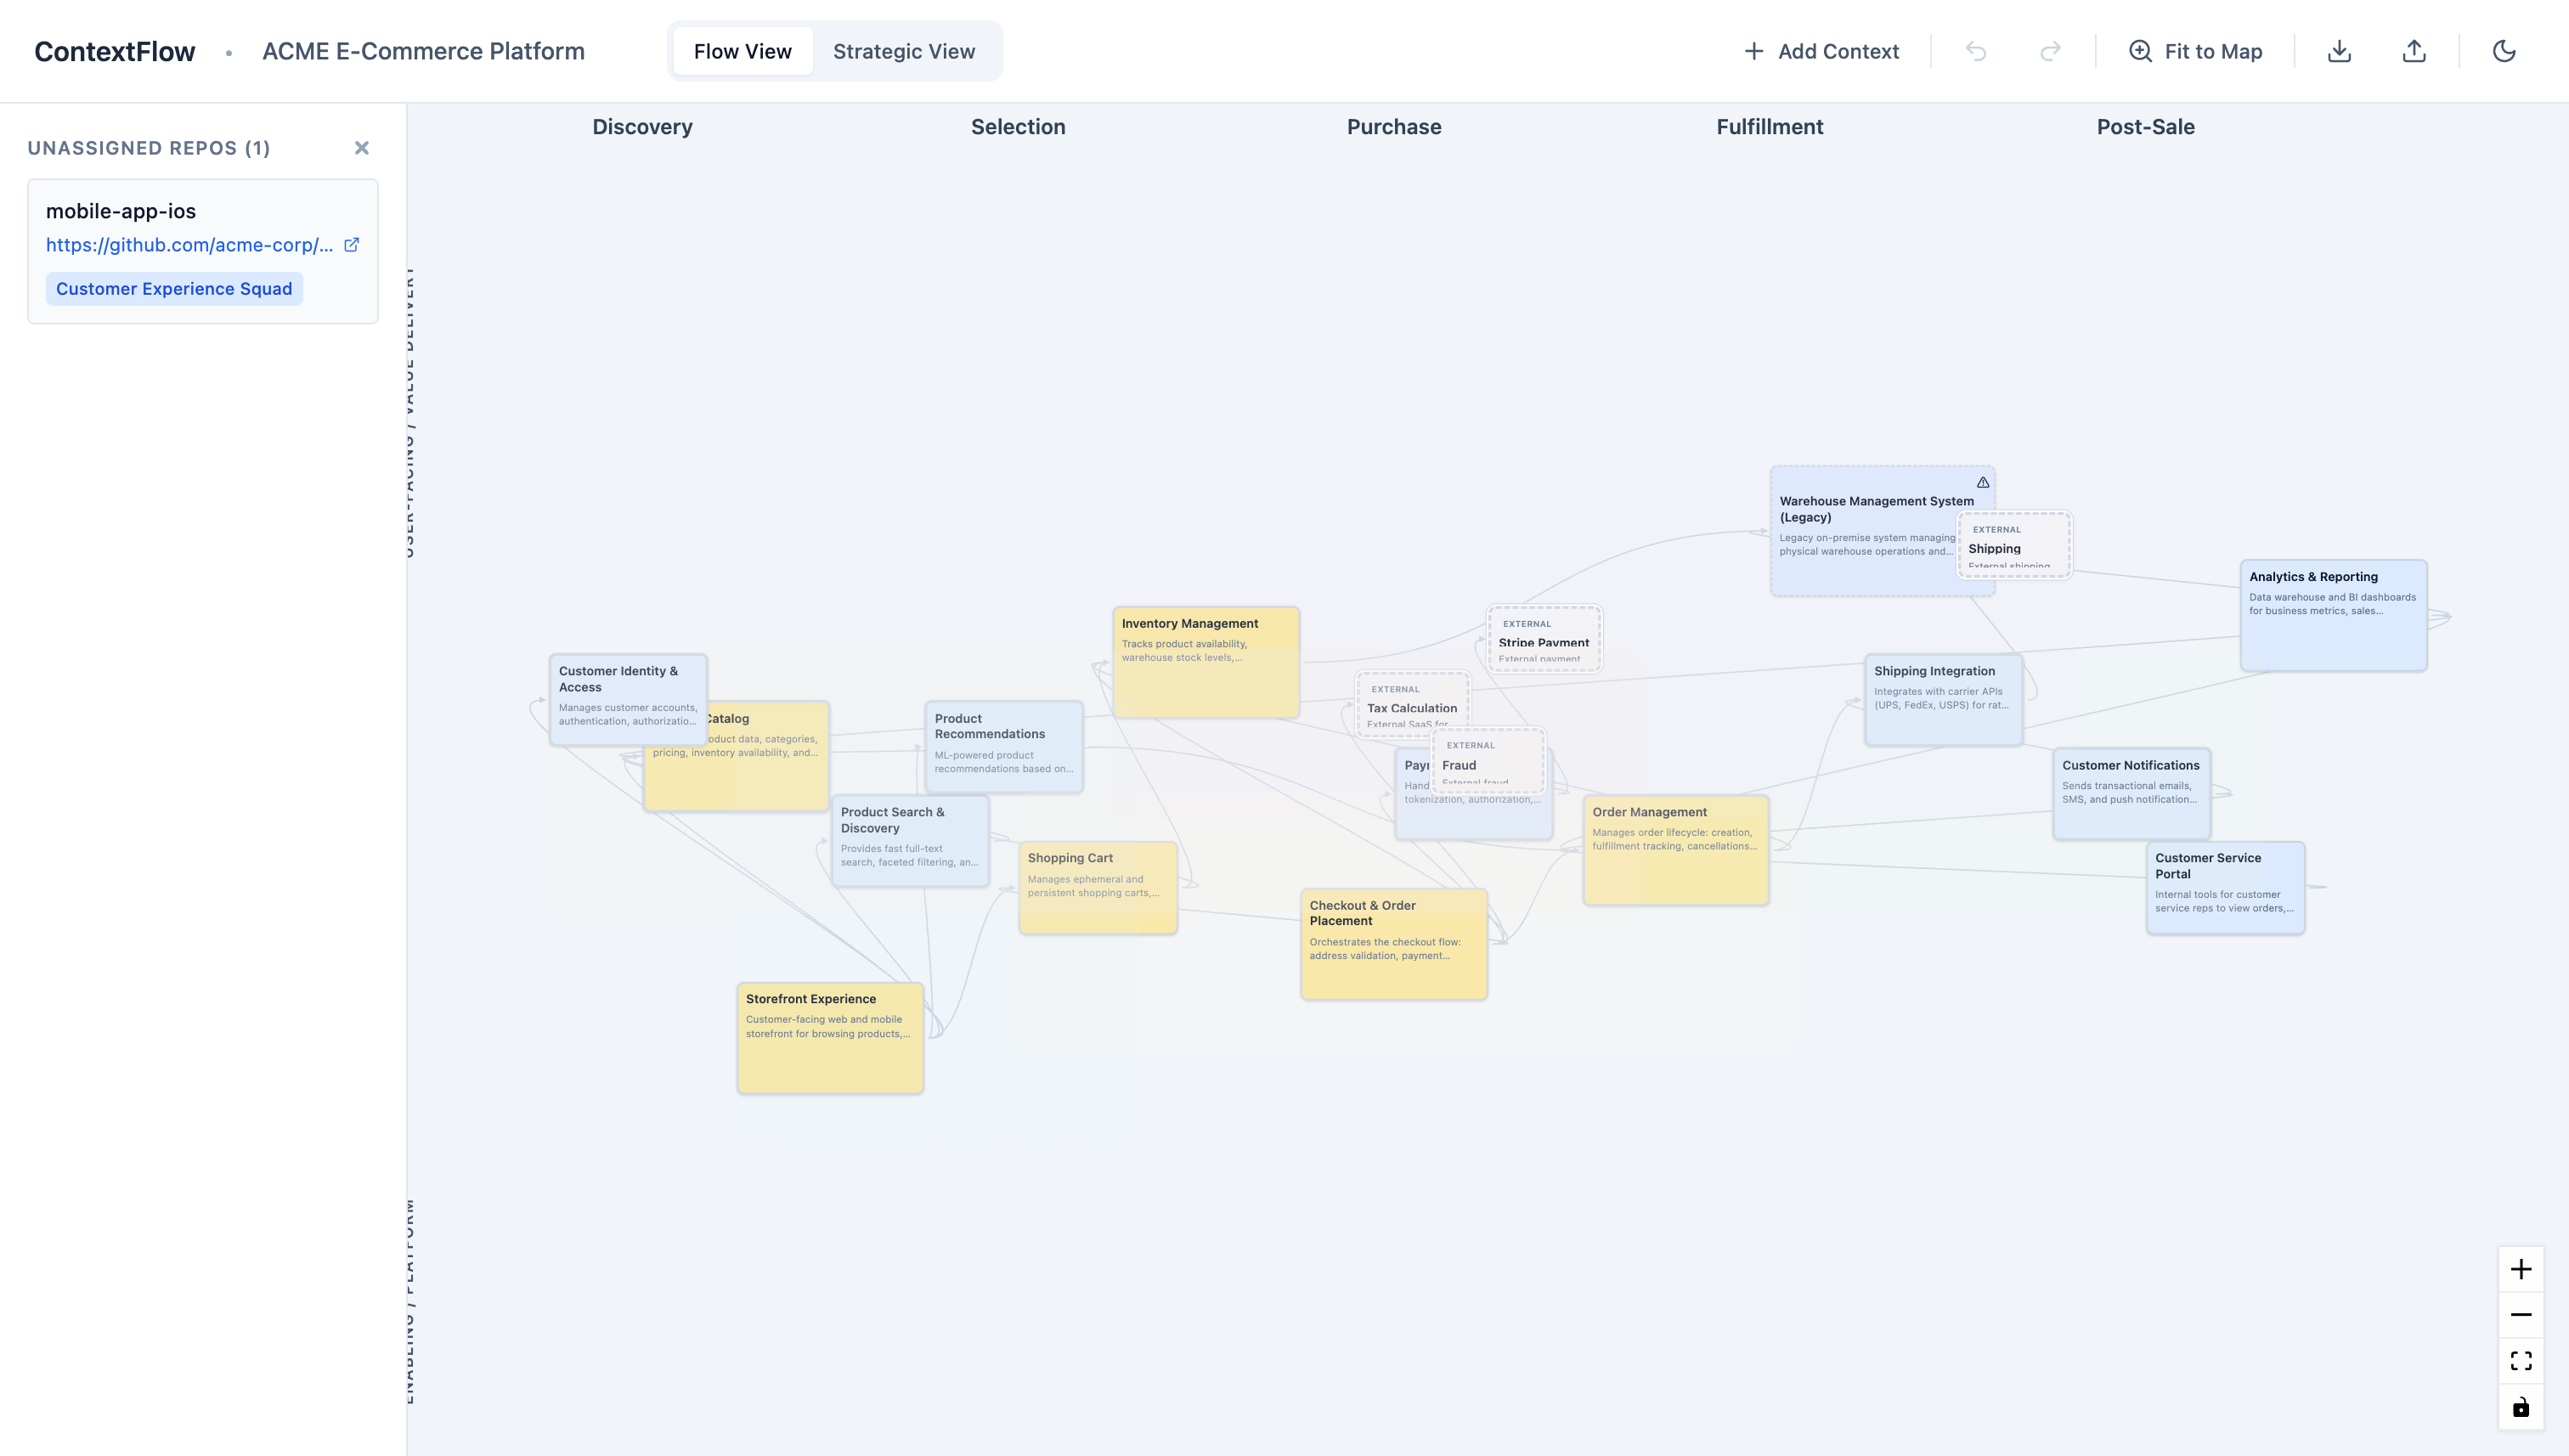 ContextFlow • ACME E-Commerce Platform
Flow View
Strategic View
Add Context
Fit to Map
UNASSIGNED REPOS (1)
mobile-app-ios
https://github.com/acme-corp/...
Customer Experience Squad
Discovery
Selection
Purchase
Fulfillment
Post-Sale
USER-FACING / VALUE DELIVERY
ENABLING / PLATFORM
Warehouse Management System
(Legacy)
Legacy on-premise system managing
physical warehouse operations and...
EXTERNAL
Shipping
External shipping
Analytics & Reporting
Data warehouse and BI dashboards
for business metrics, sales...
Inventory Management
Tracks product availability,
warehouse stock levels,...
EXTERNAL
Stripe Payment
External payment
Customer Identity &
Access
Manages customer accounts,
authentication, authorizatio...
Catalog
product data, categories,
pricing, inventory availability, and...
Product
Recommendations
ML-powered product
recommendations based on...
EXTERNAL
Tax Calculation
External SaaS for
EXTERNAL
Fraud
External fraud
Hand
tokenization, authorization,...
Shipping Integration
Integrates with carrier APIs
(UPS, FedEx, USPS) for rat...
Customer Notifications
Sends transactional emails,
SMS, and push notification...
Product Search &
Discovery
Provides fast full-text
search, faceted filtering, an...
Shopping Cart
Manages ephemeral and
persistent shopping carts,...
Order Management
Manages order lifecycle: creation,
fulfillment tracking, cancellations...
Customer Service
Portal
Internal tools for customer
service reps to view orders,...
Checkout & Order
Placement
Orchestrates the checkout flow:
address validation, payment...
Storefront Experience
Customer-facing web and mobile
storefront for browsing products,...